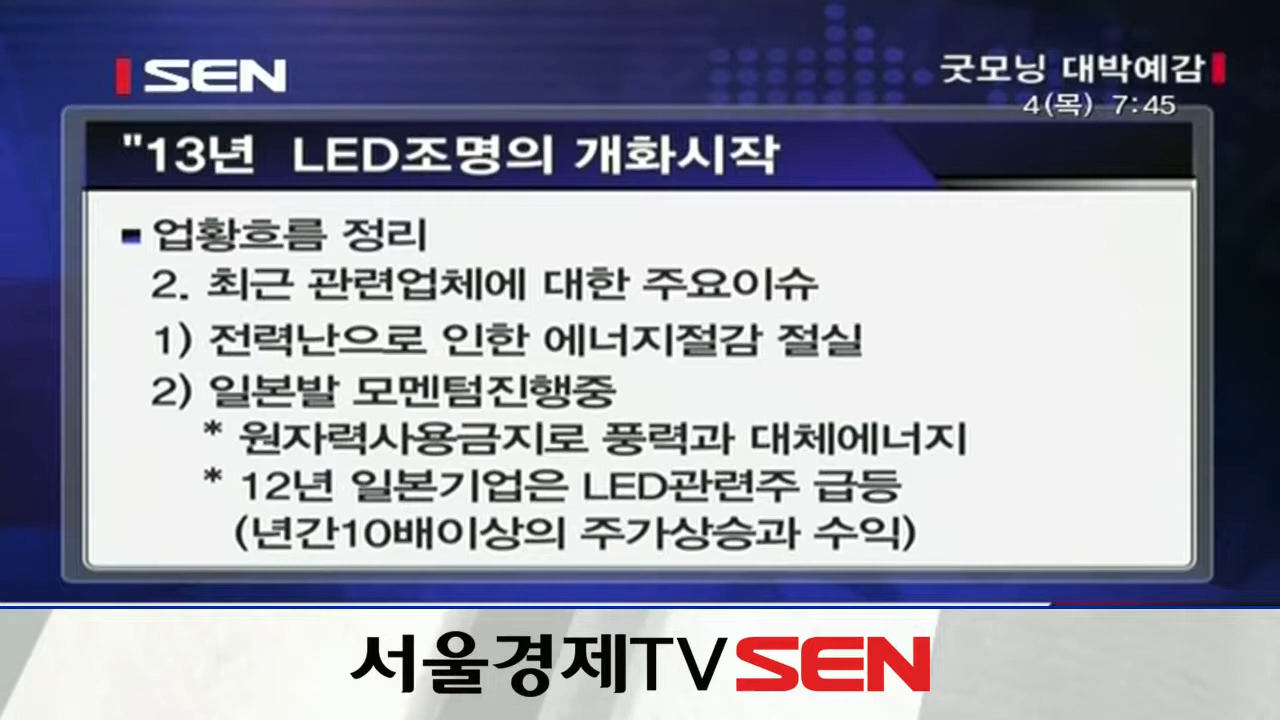 SEN
굿모닝 대박예감
4(목) 7:45
"13년 LED조명의 개화시작
업황흐름 정리
2. 최근 관련업체에 대한 주요이슈
1) 전력난으로 인한 에너지절감 절실
2) 일본발 모멘텀진행중
* 원자력사용금지로 풍력과 대체에너지
* 12년 일본기업은 LED관련주 급등
(년간10배이상의 주가상승과 수익)
서울경제TV SEN